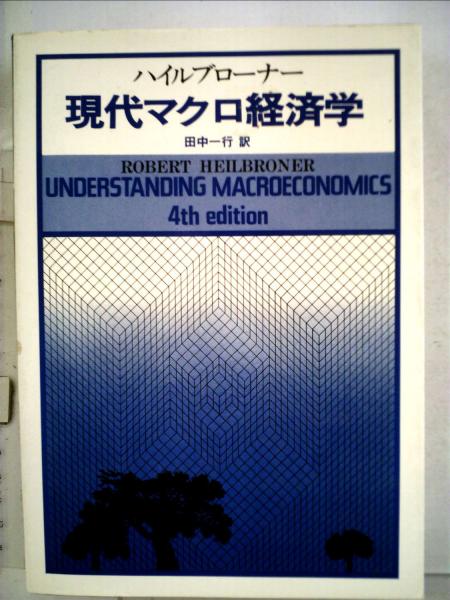 ハイルブローナー
現代マクロ経済学
田中一行 訳
ROBERT HEILBRONER
UNDERSTANDING MACROECONOMICS
4th edition